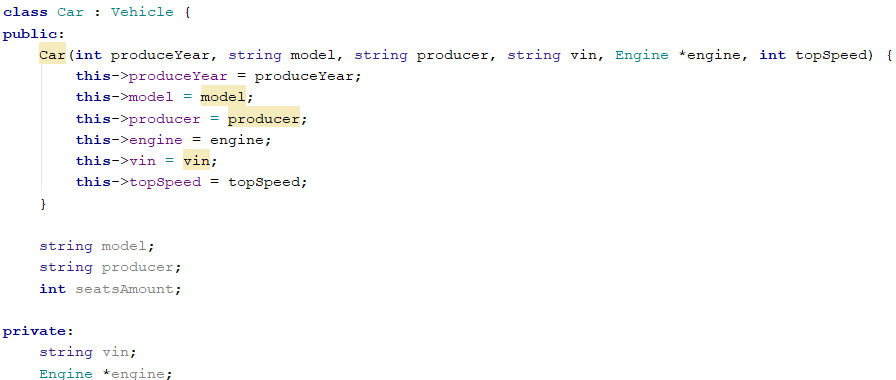 class Car : Vehicle {
public:
    Car(int produceYear, string model, string producer, string vin, Engine *engine, int topSpeed) {
        this->produceYear = produceYear;
        this->model = model;
        this->producer = producer;
        this->engine = engine;
        this->vin = vin;
        this->topSpeed = topSpeed;
    }

    string model;
    string producer;
    int seatsAmount;

private:
    string vin;
    Engine *engine;